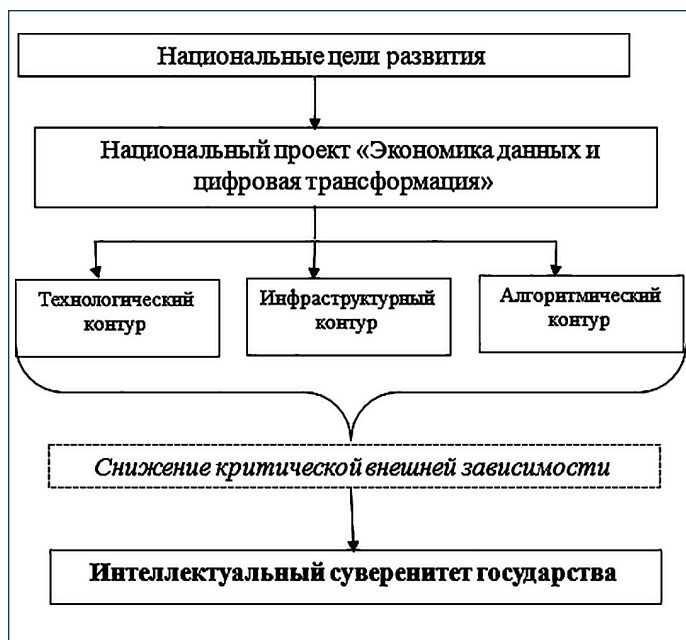 Национальные цели развития
Национальный проект «Экономика данных и
цифровая трансформация»
Технологический
контур
Инфраструктурный
контур
Алгоритмический
контур
Снижение критической внешней зависимости
Интеллектуальный суверенитет государства